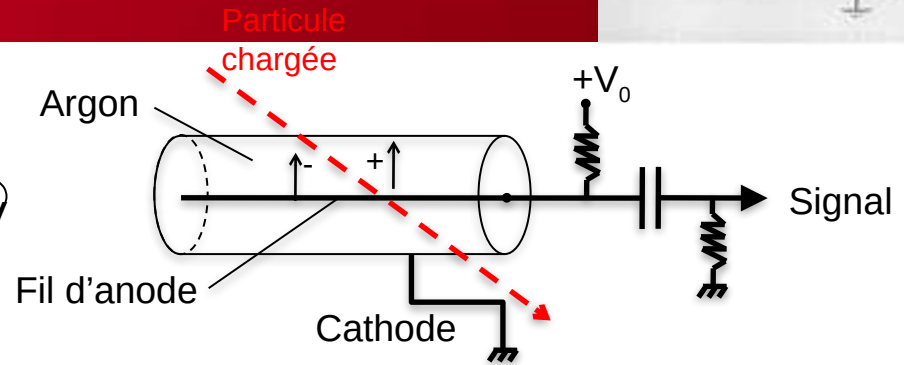 Particule
chargée
+V0
Argon
- +
Signal
Fil d'anode
Cathode